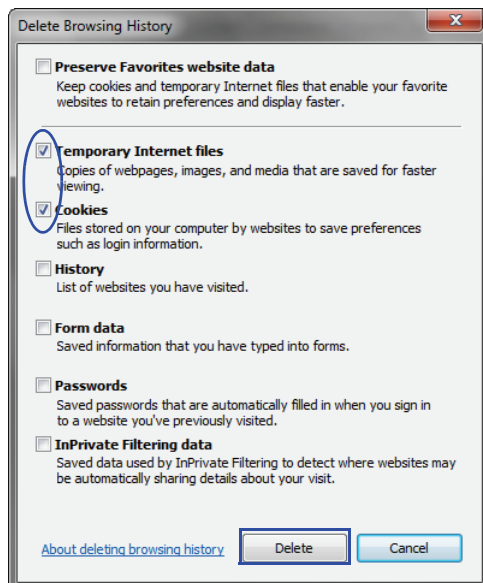 Delete Browsing History
X
Preserve Favorites website data
Keep cookies and temporary Internet files that enable your favorite
websites to retain preferences and display faster.
Temporary Internet files
Copies of webpages, images, and media that are saved for faster
viewing.
Cookies
Files stored on your computer by websites to save preferences
such as login information.
History
List of websites you have visited.
Form data
Saved information that you have typed into forms.
Passwords
Saved passwords that are automatically filled in when you sign in
to a website you've previously visited.
InPrivate Filtering data
Saved data used by InPrivate Filtering to detect where websites may
be automatically sharing details about your visit.
About deleting browsing history
Delete
Cancel